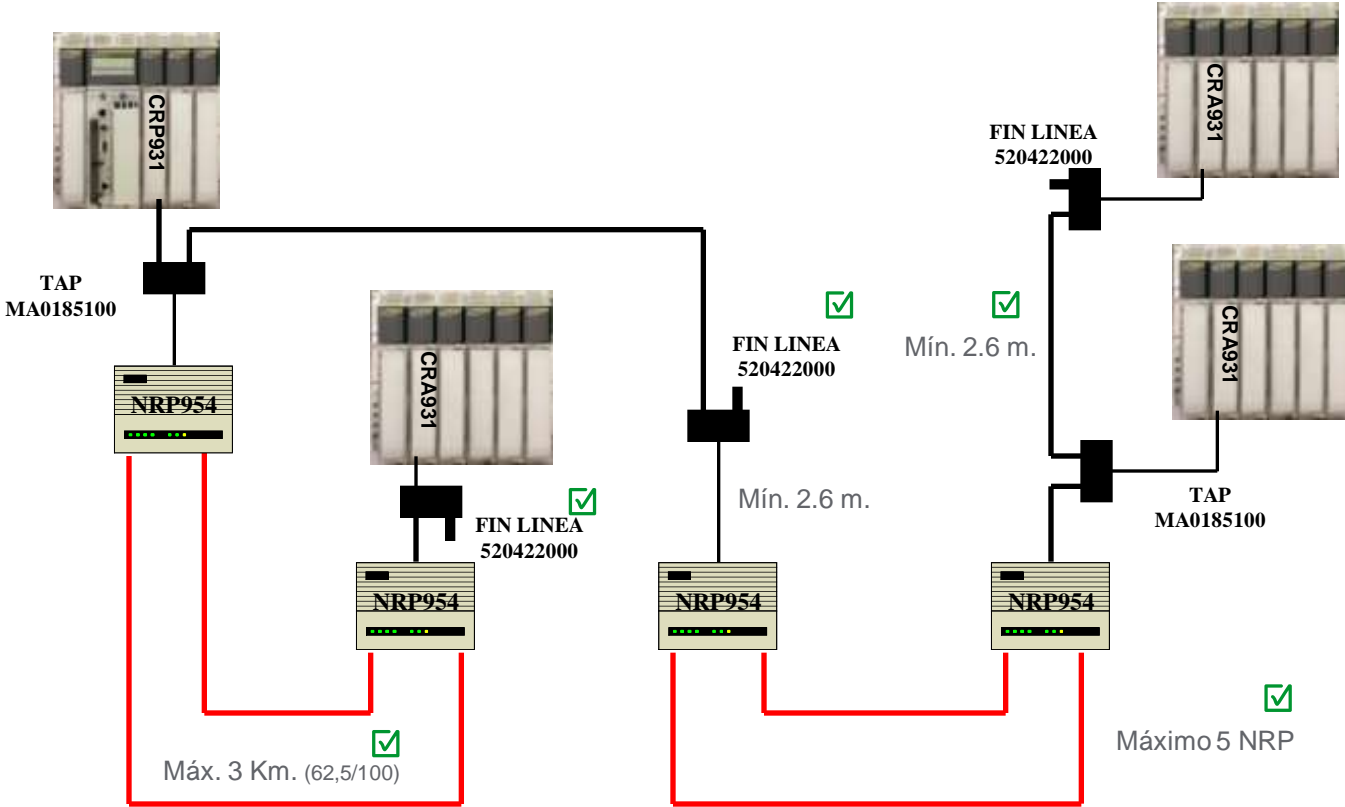 CRP931
CRA931
FIN LINEA
520422000
TAP
MA0185100
CRA931
FIN LINEA
520422000
Mín. 2.6 m.
CRA931
NRP954
Mín. 2.6 m.
TAP
MA0185100
FIN LINEA
520422000
NRP954
NRP954
NRP954
Máx. 3 Km. (62,5/100)
Máximo 5 NRP